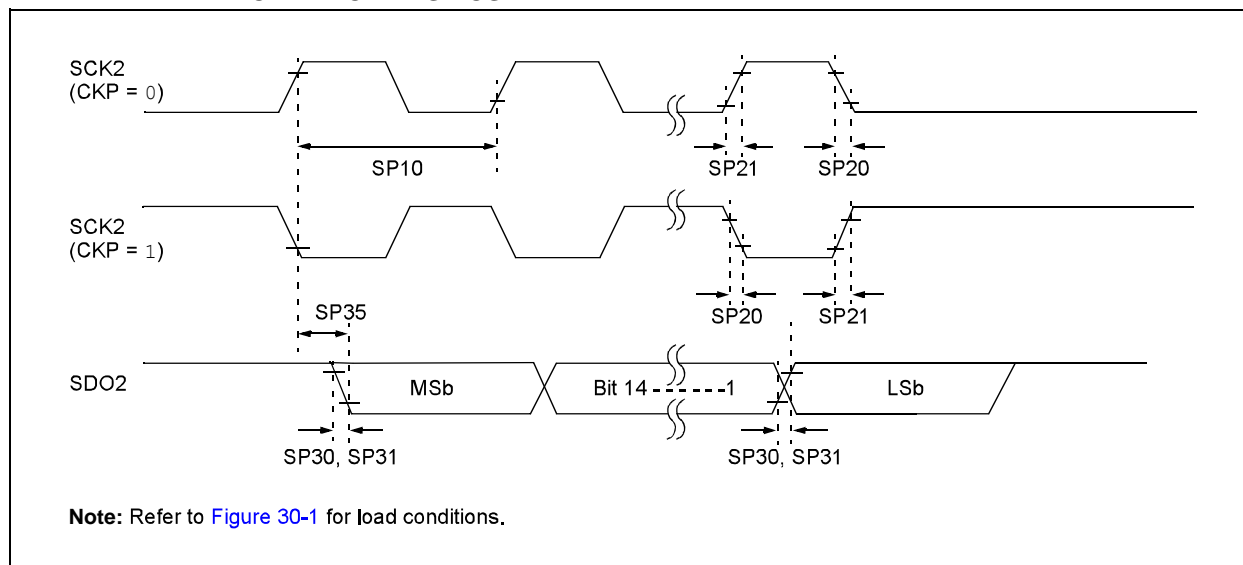 SCK2
(CKP = 0)
SP10
SP21
SP20
SCK2
(CKP = 1)
SP35
SP20
SP21
SDO2
MSb
Bit 14 - - - - - -1
LSb
SP30, SP31
SP30, SP31
Note: Refer to Figure 30-1 for load conditions.